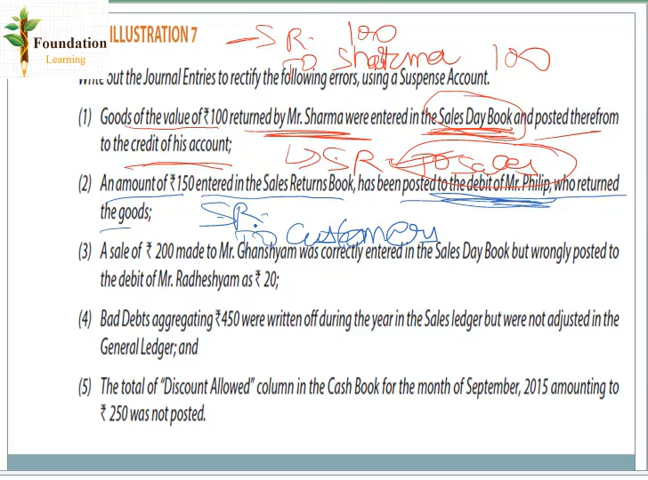 Foundation
Learning
ILLUSTRATION 7
S R. 100
To Sharma 100
Write out the Journal Entries to rectify the following errors, using a Suspense Account.
(1) Goods of the value of ₹100 returned by Mr. Sharma were entered in the Sales Day Book and posted therefrom
to the credit of his account;
SR To sales
(2) An amount of ₹150 entered in the Sales Returns Book, has been posted to the debit of Mr. Philip, who returned
the goods;
SR.
To customers
(3) A sale of ₹ 200 made to Mr. Ghanshyam was correctly entered in the Sales Day Book but wrongly posted to
the debit of Mr. Radheshyam as ₹ 20;
(4) Bad Debts aggregating ₹450 were written off during the year in the Sales ledger but were not adjusted in the
General Ledger; and
(5) The total of "Discount Allowed" column in the Cash Book for the month of September, 2015 amounting to
₹ 250 was not posted.